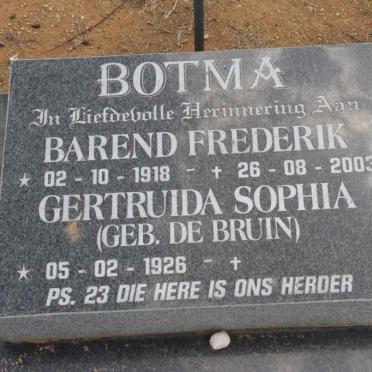 BOTMA
In Liefdevolle Herinnering Aan
BAREND FREDERIK
* 02 - 10 - 1918 - † 26 - 08 - 2003
GERTRUIDA SOPHIA
(GEB. DE BRUIN)
* 05 - 02 - 1926 - †
PS. 23 DIE HERE IS ONS HERDER